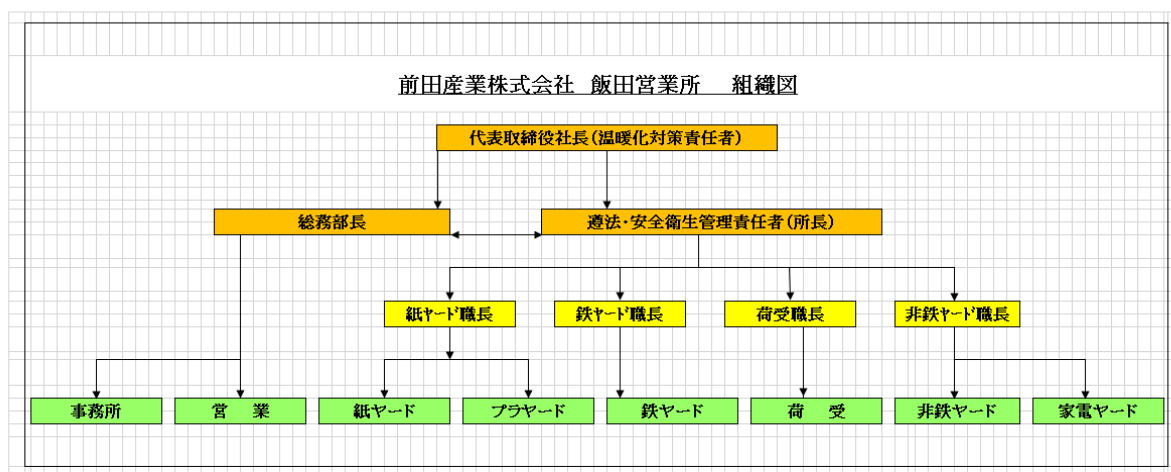 前田産業株式会社 飯田営業所 組織図
代表取締役社長(温暖化対策責任者)
総務部長
遵法・安全衛生管理責任者(所長)
紙ヤード職長
鉄ヤード職長
荷受職長
非鉄ヤード職長
事務所
営 業
紙ヤード
プラヤード
鉄ヤード
荷 受
非鉄ヤード
家電ヤード